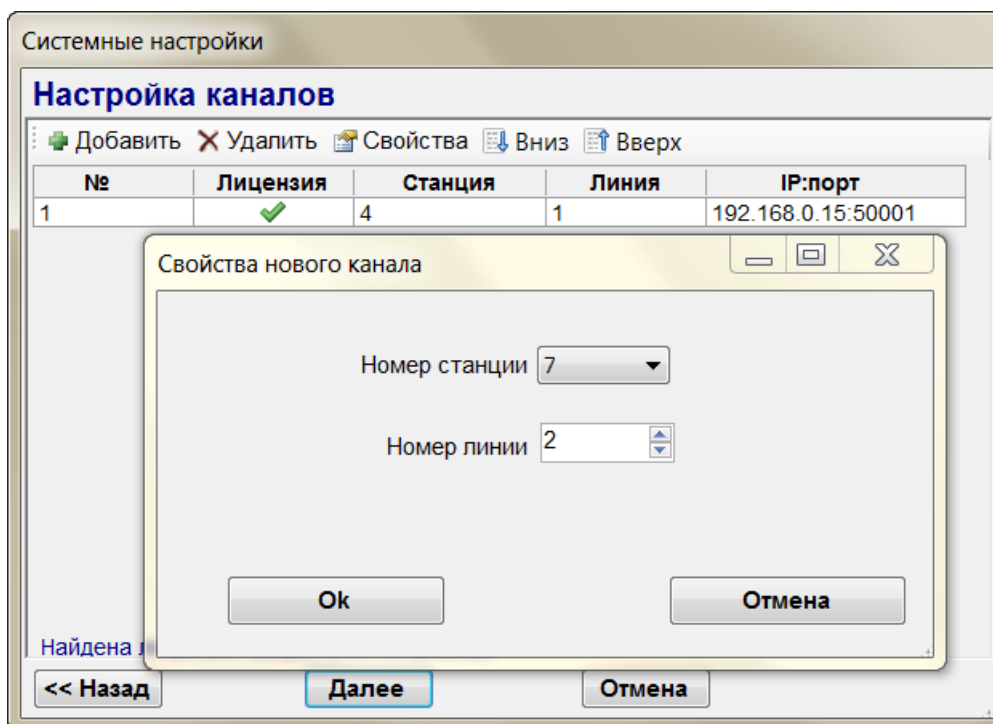 Системные настройки
Настройка каналов
Добавить Удалить Свойства Вниз Вверх
№ Лицензия Станция Линия IP:порт
1 4 1 192.168.0.15:50001
Свойства нового канала
Номер станции 7
Номер линии 2
Ok Отмена
Найдена
<< Назад Далее Отмена